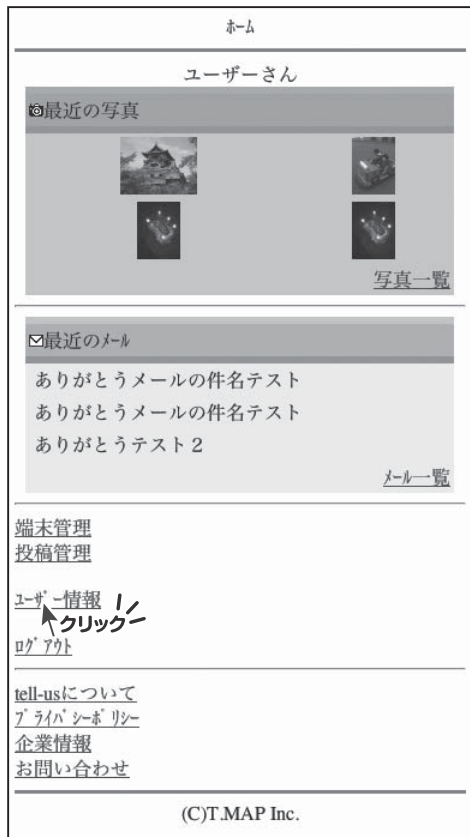 ﾎｰﾑ
ユーザーさん
最近の写真
写真一覧
最近のﾒｰﾙ
ありがとうメールの件名テスト
ありがとうメールの件名テスト
ありがとうテスト２
ﾒｰﾙ一覧
端末管理
投稿管理
ﾕｰｻﾞｰ情報
クリック
ﾛｸﾞｱｳﾄ
tell-usについて
ﾌﾟﾗｲﾊﾞｼｰﾎﾟﾘｼｰ
企業情報
お問い合わせ
(C)T.MAP Inc.